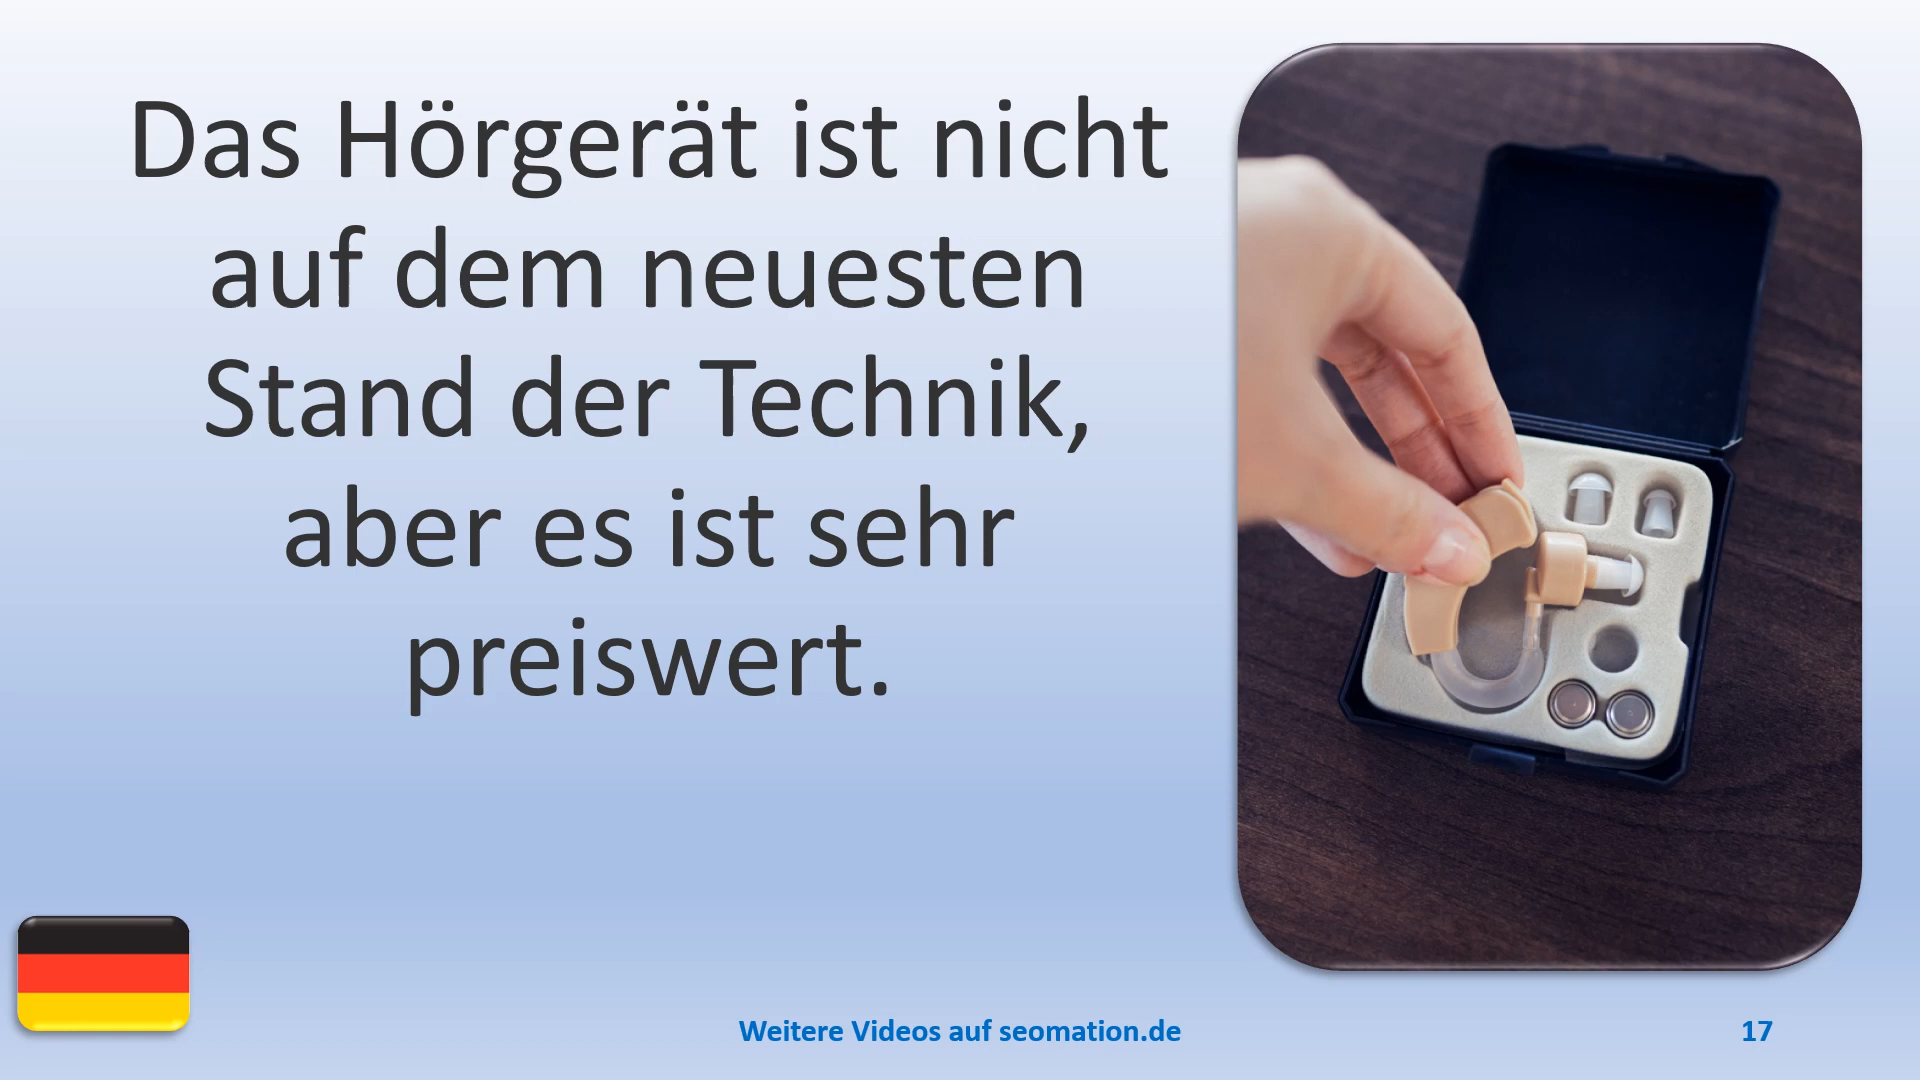 Das Hörgerät ist nicht
auf dem neuesten
Stand der Technik,
aber es ist sehr
preiswert.
Weitere Videos auf seomation.de
17